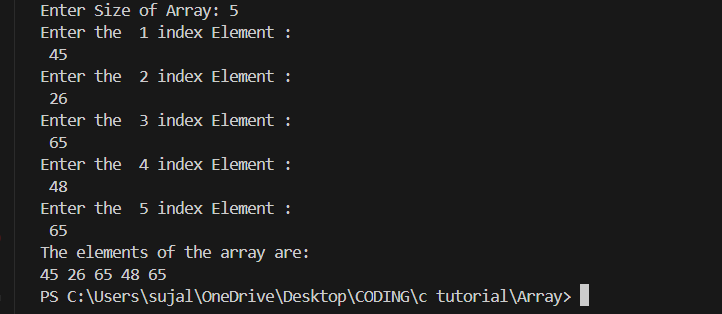 Enter Size of Array: 5
Enter the  1 index Element :
 45
Enter the  2 index Element :
 26
Enter the  3 index Element :
 65
Enter the  4 index Element :
 48
Enter the  5 index Element :
 65
The elements of the array are:
45 26 65 48 65
PS C:\Users\sujal\OneDrive\Desktop\CODING\c tutorial\Array>